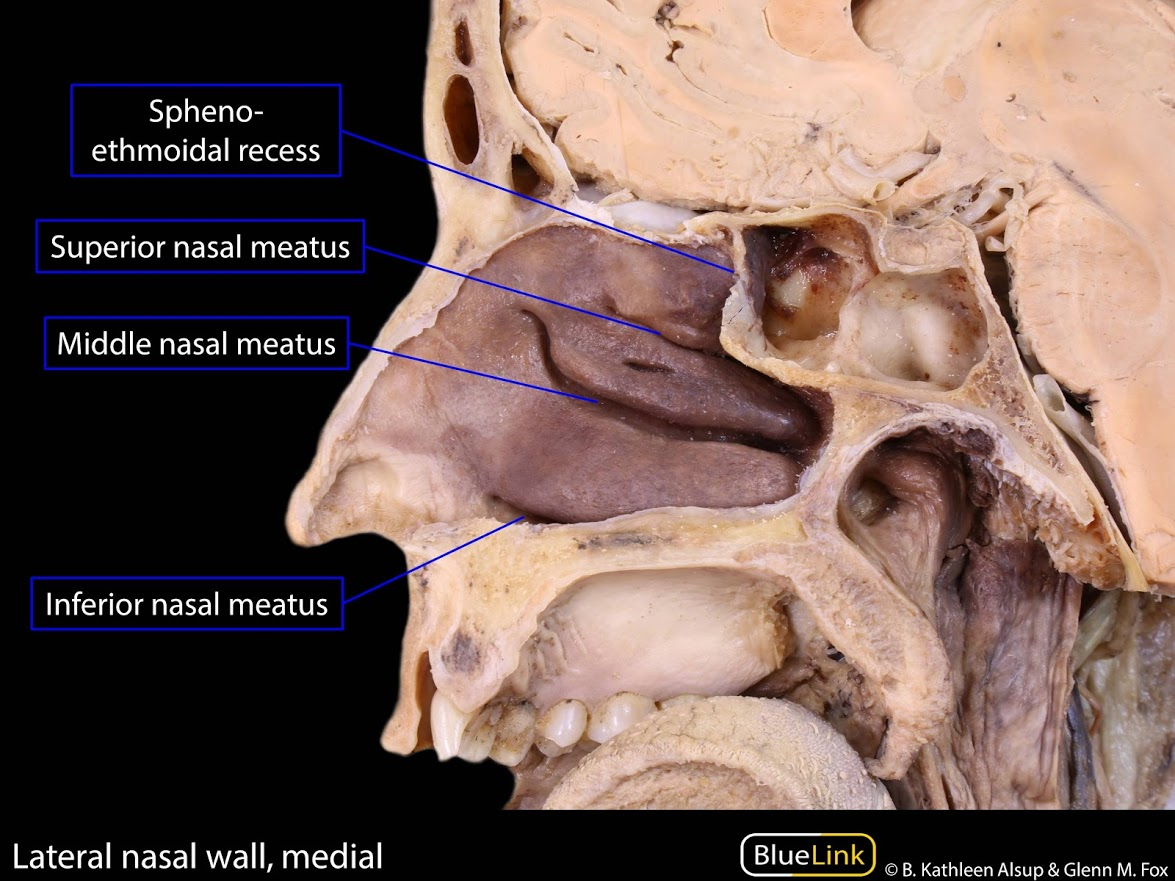 Spheno-
ethmoidal recess
Superior nasal meatus
Middle nasal meatus
Inferior nasal meatus
Lateral nasal wall, medial
BlueLink
© B. Kathleen Alsup & Glenn M. Fox